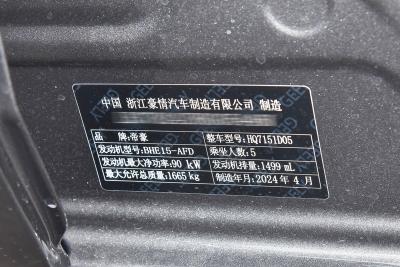 中国 浙江豪情汽车制造有限公司 制造
品牌:帝豪 整车型号:HQ7151D05
发动机型号:BHE15-AFD 乘坐人数:5
发动机最大净功率:90 kW 发动机排量:1499 mL
最大允许总质量:1665 kg 制造年月:2024 年 4 月